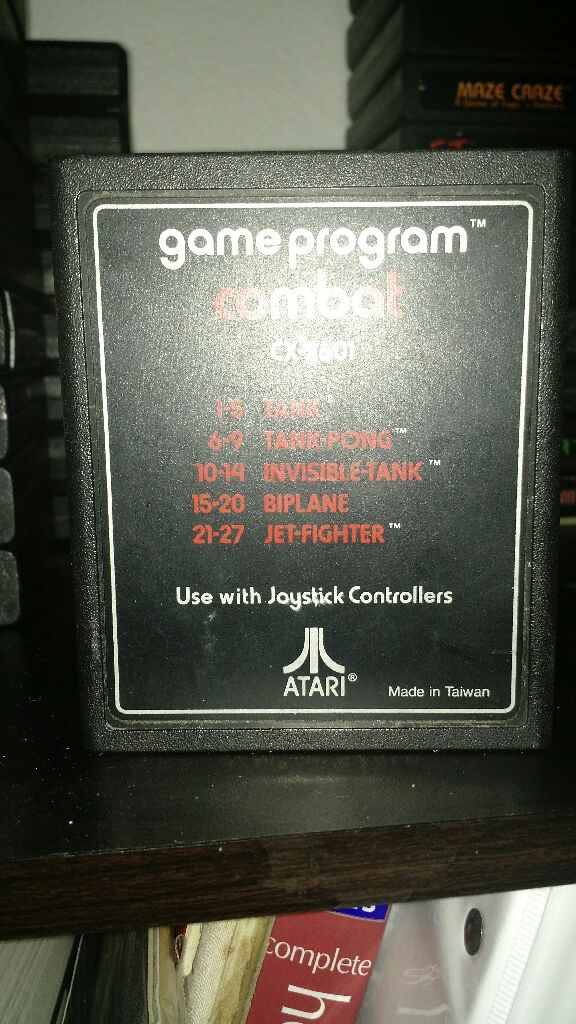 MAZE CRAZE™
game program™
combat
CX2601
1-5 TANK®
6-9 TANK-PONG™
10-14 INVISIBLE-TANK™
15-20 BIPLANE
21-27 JET-FIGHTER™
Use with Joystick Controllers
ATARI®
Made in Taiwan
complete